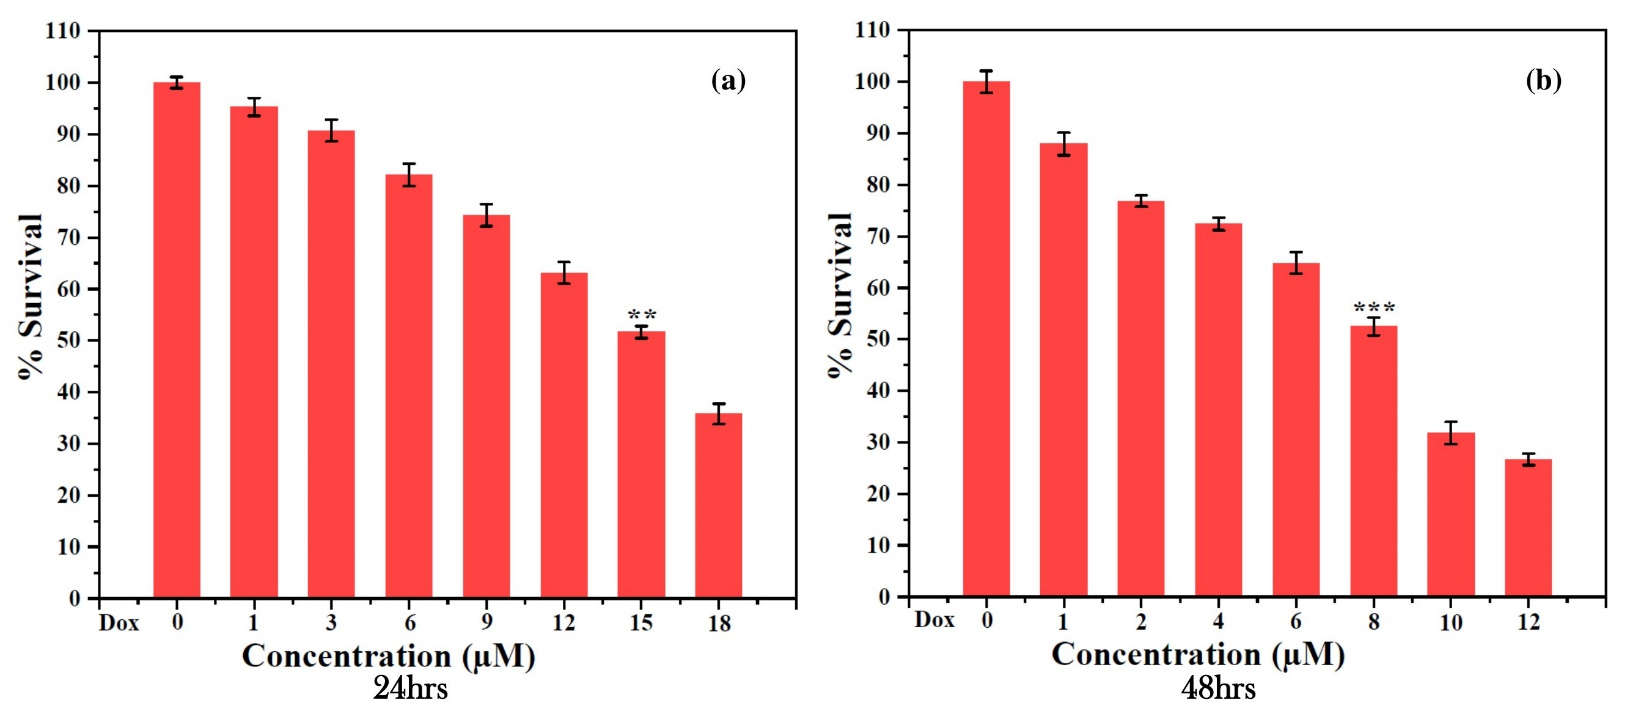 110
100
90
80
70
60
50
40
30
20
10
0
% Survival
(a)
**
Dox 0 1 3 6 9 12 15 18
Concentration (µM)
24hrs
110
100
90
80
70
60
50
40
30
20
10
0
% Survival
(b)
***
Dox 0 1 2 4 6 8 10 12
Concentration (µM)
48hrs